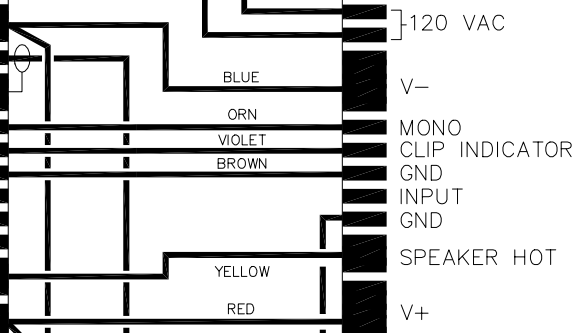 120 VAC
BLUE
V-
ORN
MONO
VIOLET
CLIP INDICATOR
BROWN
GND
INPUT
GND
SPEAKER HOT
YELLOW
RED
V+